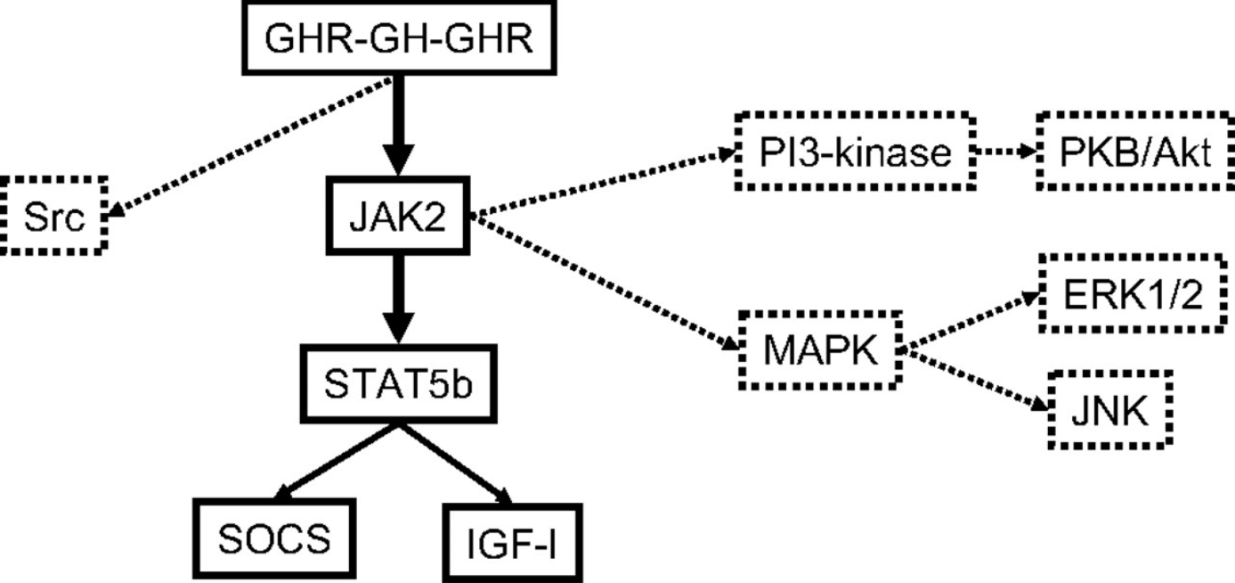 GHR-GH-GHR
PI3-kinase
PKB/Akt
Src
JAK2
ERK1/2
MAPK
STAT5b
JNK
SOCS
IGF-I